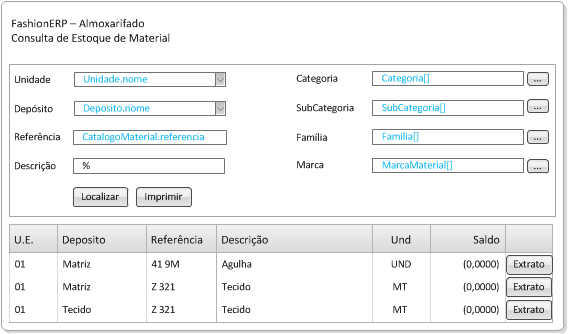 FashionERP – Almoxarifado
Consulta de Estoque de Material
Unidade Unidade.nome Categoria Categoria[] ...
Depósito Deposito.nome SubCategoria SubCategoria[] ...
Referência CatalogoMaterial.referencia Família Familia[] ...
Descrição % Marca MarcaMaterial[] ...
Localizar Imprimir
U.E. Deposito Referência Descrição Und Saldo
01 Matriz 41 9M Agulha UND (0,0000) Extrato
01 Matriz Z 321 Tecido MT (0,0000) Extrato
01 Tecido Z 321 Tecido MT (0,0000) Extrato